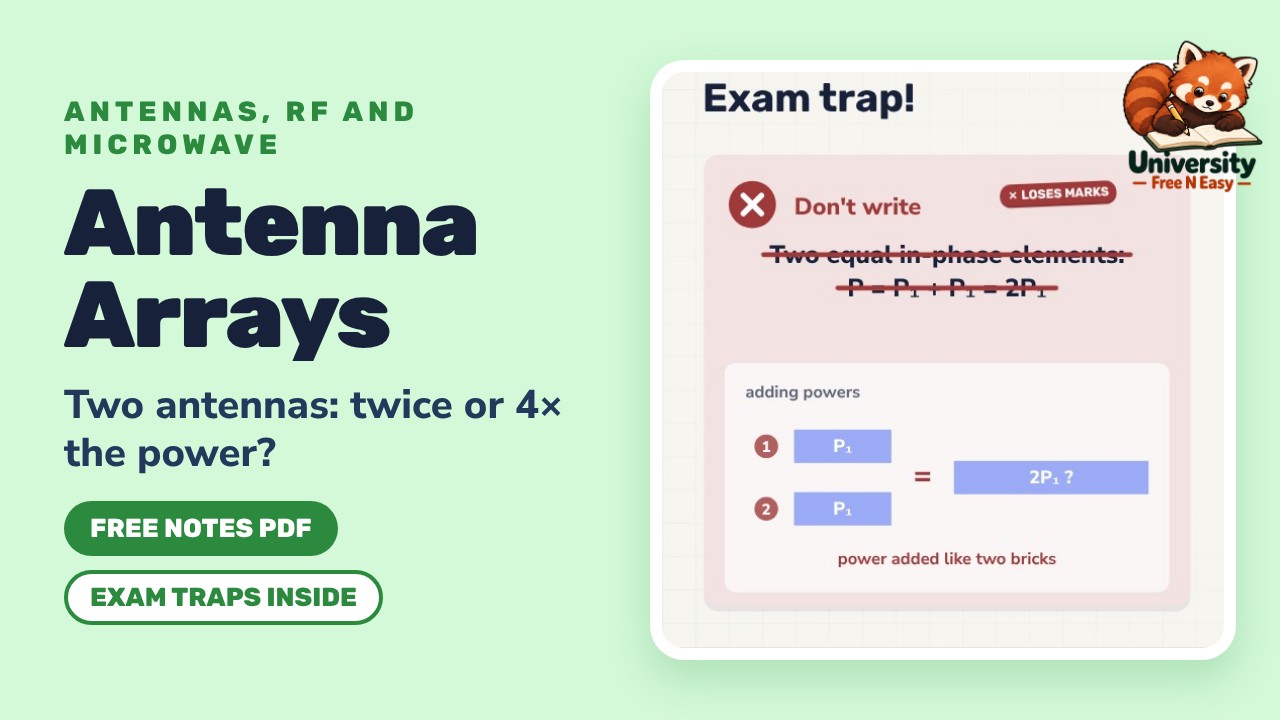 ANTENNAS, RF AND
MICROWAVE
Antenna
Arrays
Two antennas: twice or 4×
the power?
FREE NOTES PDF
EXAM TRAPS INSIDE
Exam trap!
Don't write
× LOSES MARKS
Two equal in-phase elements:
P = P₁ + P₁ = 2P₁
adding powers
1 P₁
=
2P₁ ?
2 P₁
power added like two bricks
University
Free N Easy